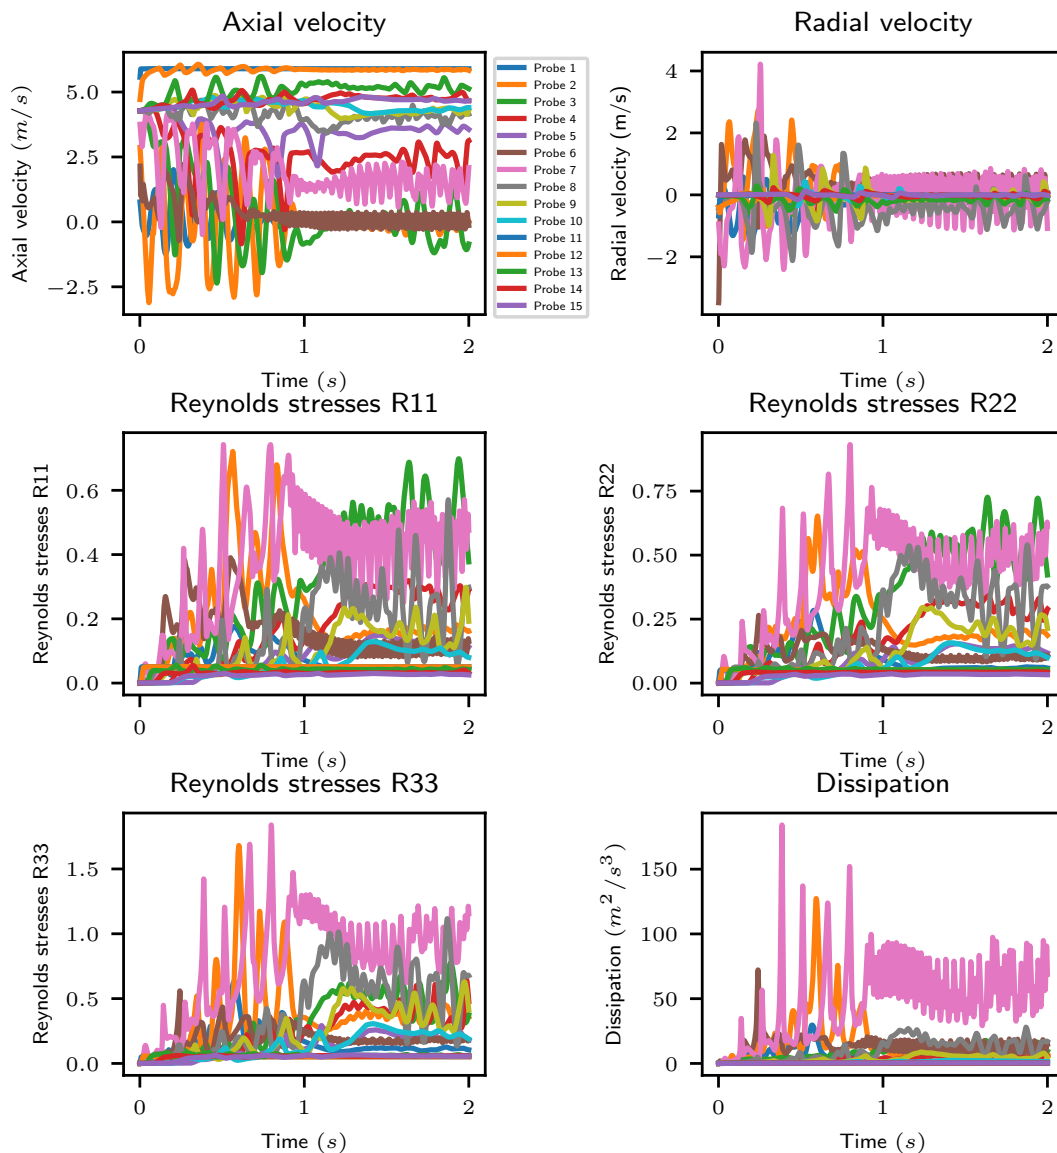 Axial velocity
Radial velocity
Axial velocity (m/s)
5.0
2.5
0.0
−2.5
0
1
2
Time (s)
Probe 1
Probe 2
Probe 3
Probe 4
Probe 5
Probe 6
Probe 7
Probe 8
Probe 9
Probe 10
Probe 11
Probe 12
Probe 13
Probe 14
Probe 15
Radial velocity (m/s)
4
2
0
−2
0
1
2
Time (s)
Reynolds stresses R11
Reynolds stresses R22
Reynolds stresses R11
0.6
0.4
0.2
0.0
0
1
2
Time (s)
Reynolds stresses R22
0.75
0.50
0.25
0.00
0
1
2
Time (s)
Reynolds stresses R33
Dissipation
Reynolds stresses R33
1.5
1.0
0.5
0.0
0
1
2
Time (s)
Dissipation (m²/s³)
150
100
50
0
0
1
2
Time (s)